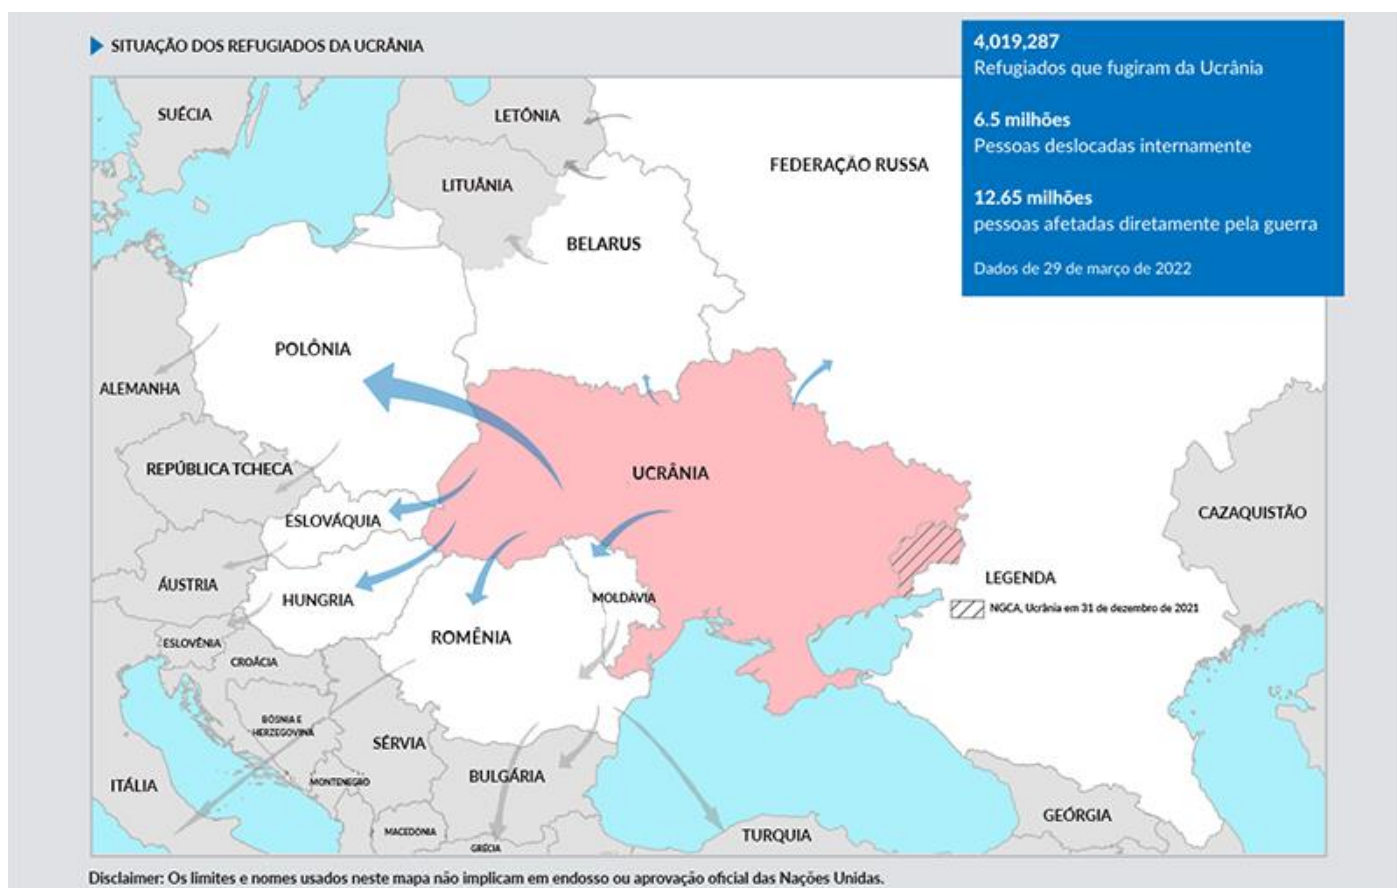 SITUAÇÃO DOS REFUGIADOS DA UCRÂNIA
4,019,287
Refugiados que fugiram da Ucrânia
6.5 milhões
Pessoas deslocadas internamente
12.65 milhões
pessoas afetadas diretamente pela guerra
Dados de 29 de março de 2022
SUÉCIA
LETÔNIA
FEDERAÇÃO RUSSA
LITUÂNIA
BELARUS
POLÔNIA
ALEMANHA
REPÚBLICA TCHECA
UCRÂNIA
CAZAQUISTÃO
ESLOVÁQUIA
ÁUSTRIA
HUNGRIA
MOLDÁVIA
LEGENDA
NGCA, Ucrânia em 31 de dezembro de 2021
ROMÊNIA
ESLOVÊNIA
CROÁCIA
BÓSNIA E
HERZEGOVINA
SÉRVIA
MONTENEGRO
BULGÁRIA
ITÁLIA
GEÓRGIA
MACEDONIA
TURQUIA
GRÉCIA
Disclaimer: Os limites e nomes usados neste mapa não implicam em endosso ou aprovação oficial das Nações Unidas.